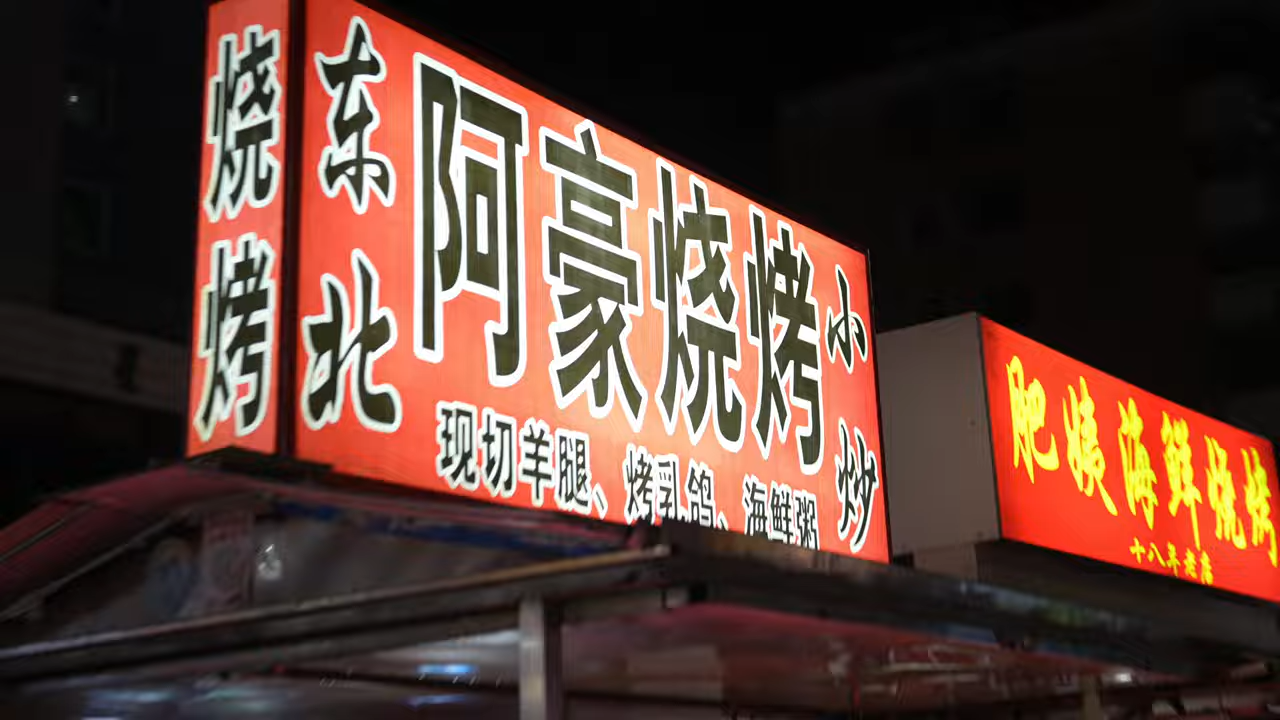 烧烤
东北
阿豪烧烤
小炒
现切羊腿、烤乳鸽、海鲜粥
肥姨海鲜烧烤
十八年老店